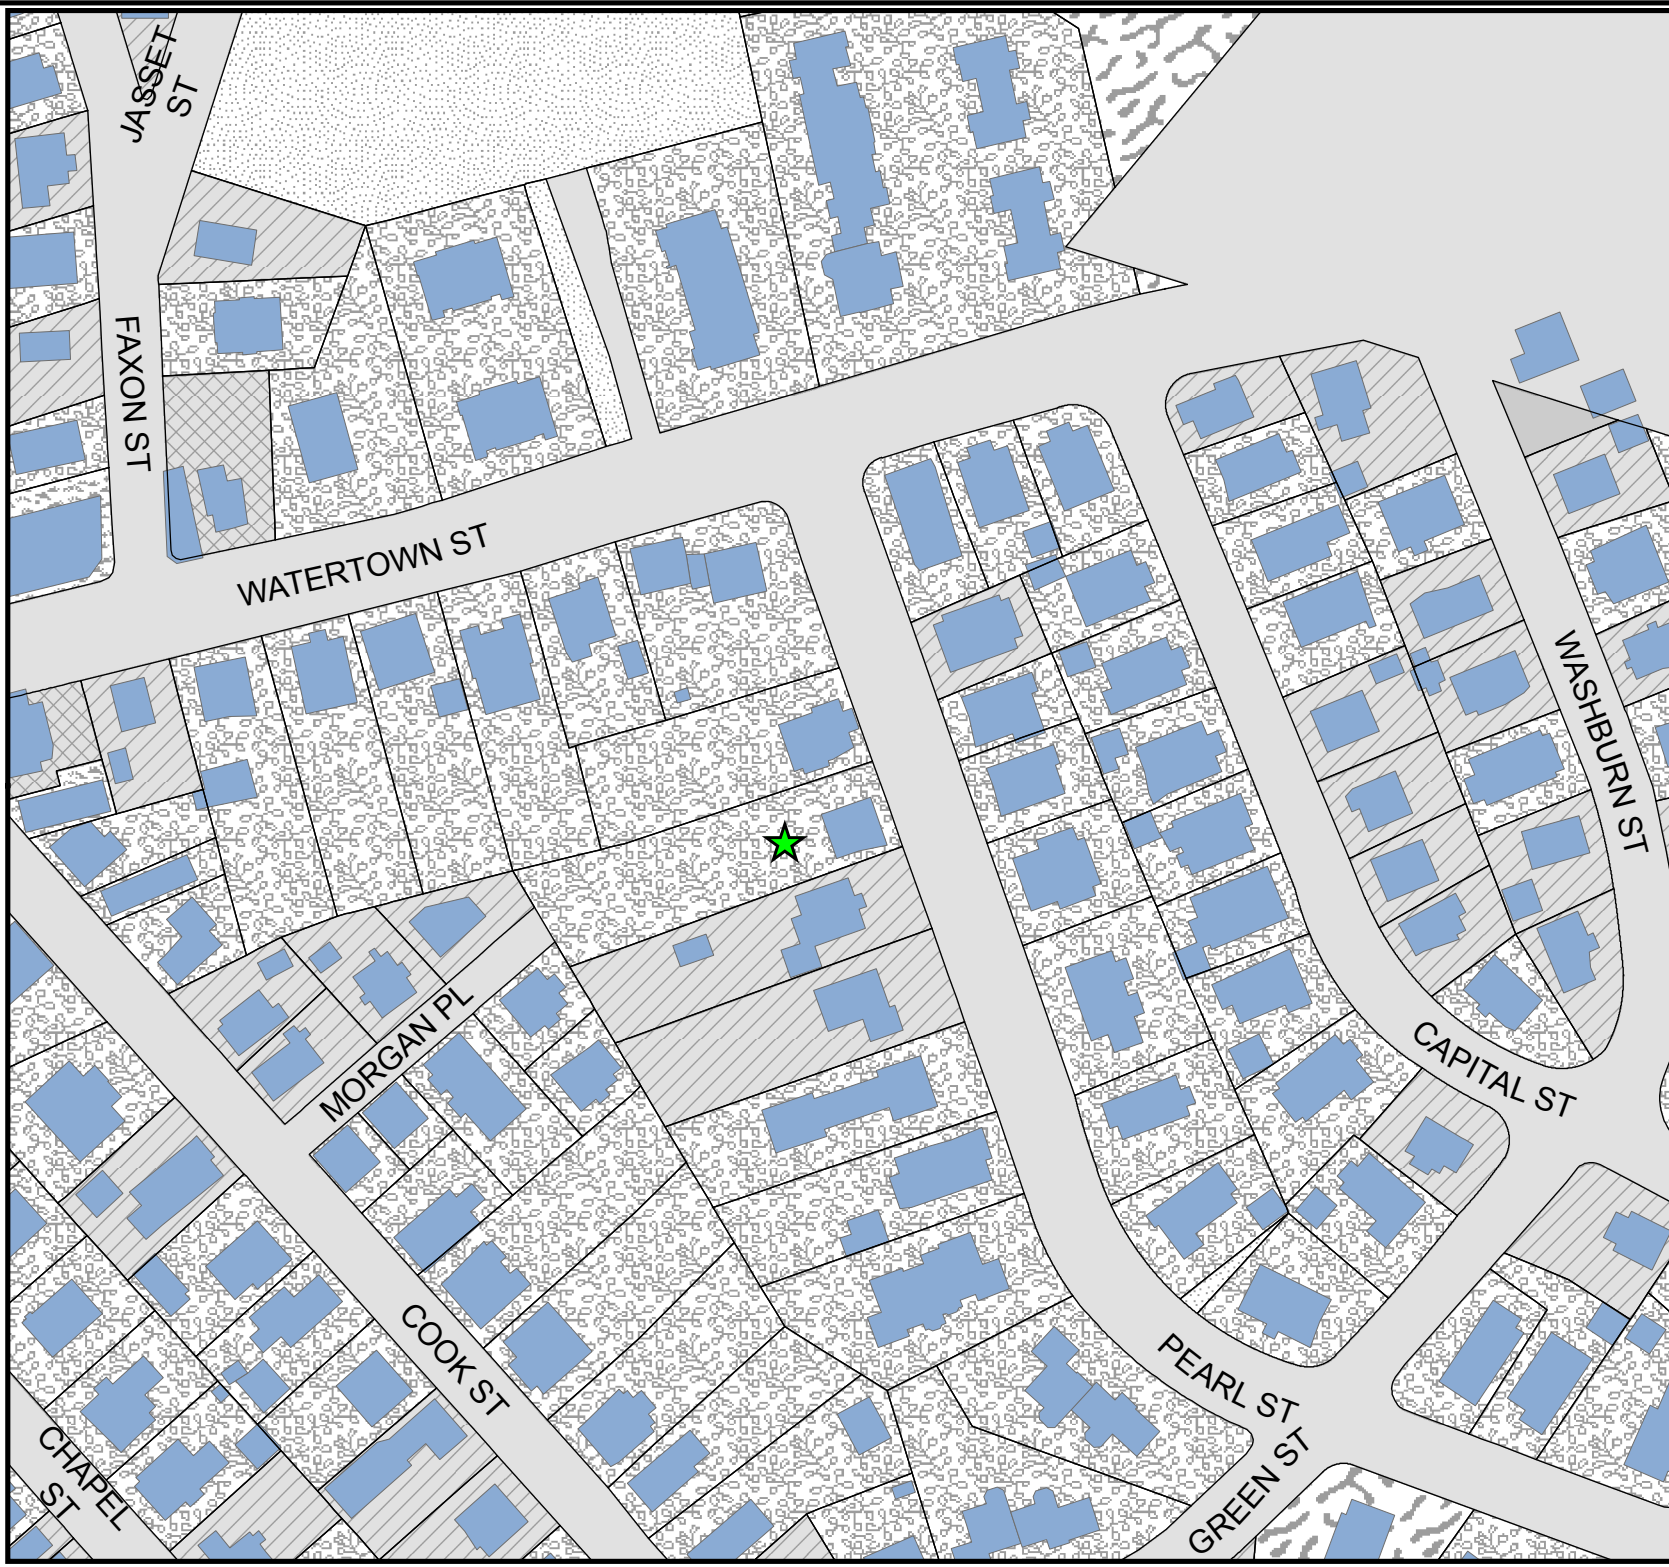 JASSET
ST
FAXON ST
WATERTOWN ST
WASHBURN ST
MORGAN PL
CAPITAL ST
COOK ST
PEARL ST
CHAPEL
ST
GREEN ST